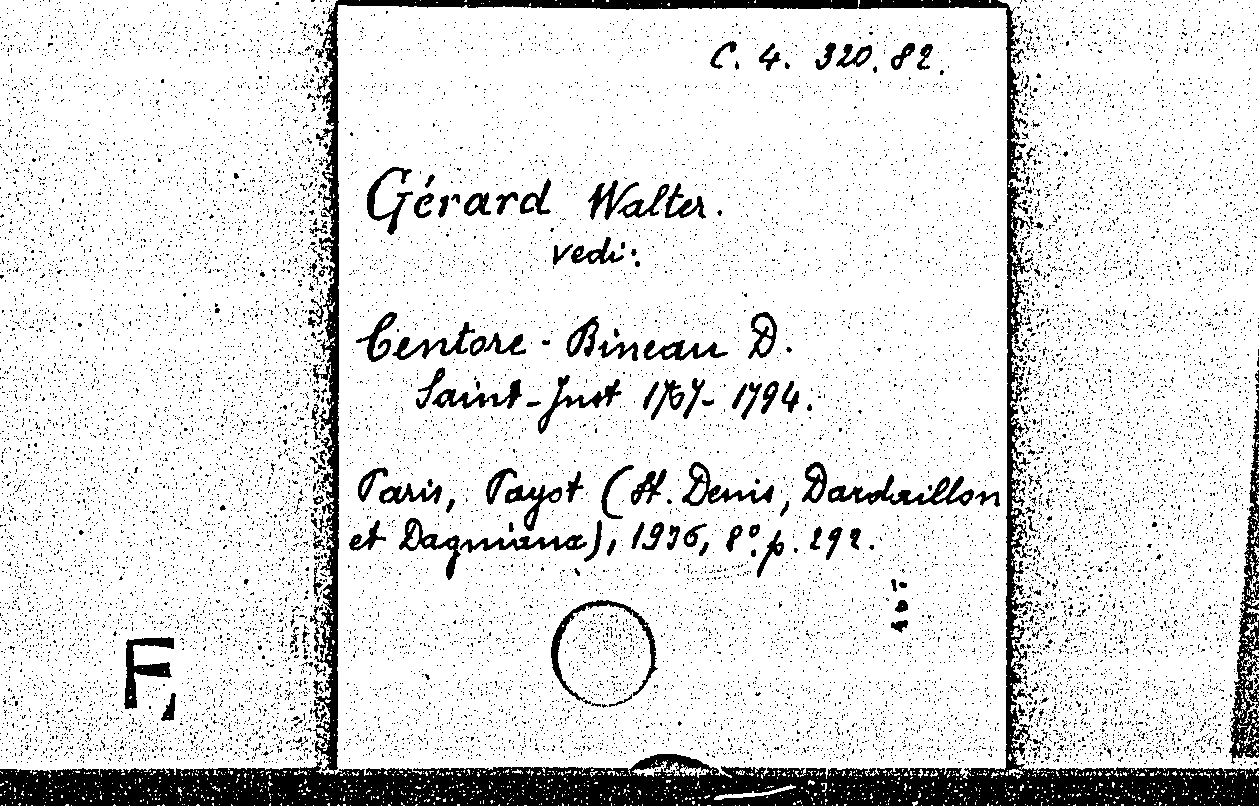 C. 4. 320.82.
Gérard Walter.
vedi:
Centore - Bineau D.
Saint-Just 1767-1794.
Paris, Payot (St. Denis, Dardaillon
et Dagniaux), 1936, 8°. p. 292.
F